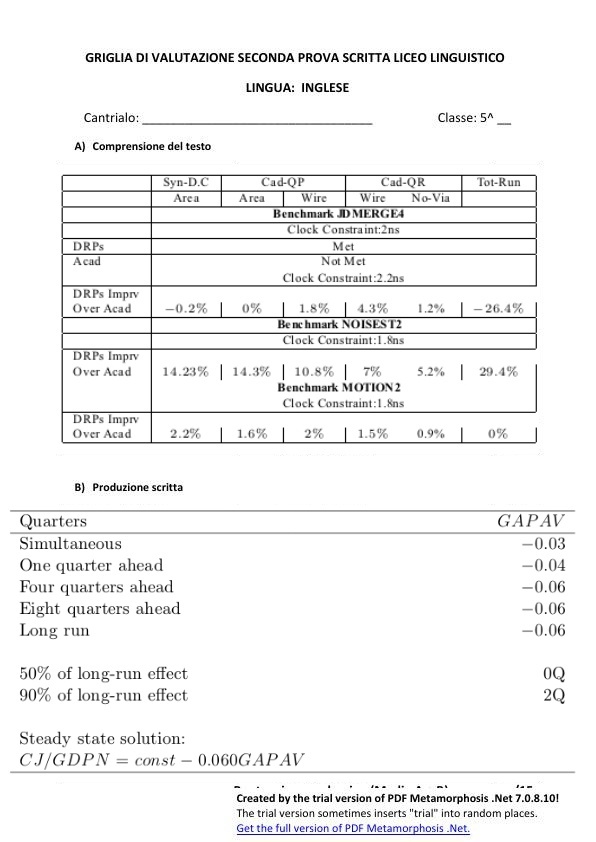 GRIGLIA DI VALUTAZIONE SECONDA PROVA SCRITTA LICEO LINGUISTICO
LINGUA: INGLESE
Cantrialo: _________________________________ Classe: 5^ __
A) Comprensione del testo
Syn-D.C Cad-QP Cad-QR Tot-Run
Area Area Wire Wire No-Via
Benchmark JDMERGE4
Clock Constraint:2ns
DRPs Met
Acad Not Met
Clock Constraint:2.2ns
DRPs Imprv
Over Acad −0.2% 0% 1.8% 4.3% 1.2% −26.4%
Benchmark NOISEST2
Clock Constraint:1.8ns
DRPs Imprv
Over Acad 14.23% 14.3% 10.8% 7% 5.2% 29.4%
Benchmark MOTION2
Clock Constraint:1.8ns
DRPs Imprv
Over Acad 2.2% 1.6% 2% 1.5% 0.9% 0%
B) Produzione scritta
Quarters GAPAV
Simultaneous −0.03
One quarter ahead −0.04
Four quarters ahead −0.06
Eight quarters ahead −0.06
Long run −0.06
50% of long-run effect 0Q
90% of long-run effect 2Q
Steady state solution:
CJ/GDPN = const − 0.060GAPAV
Created by the trial version of PDF Metamorphosis .Net 7.0.8.10!
The trial version sometimes inserts "trial" into random places.
Get the full version of PDF Metamorphosis .Net.